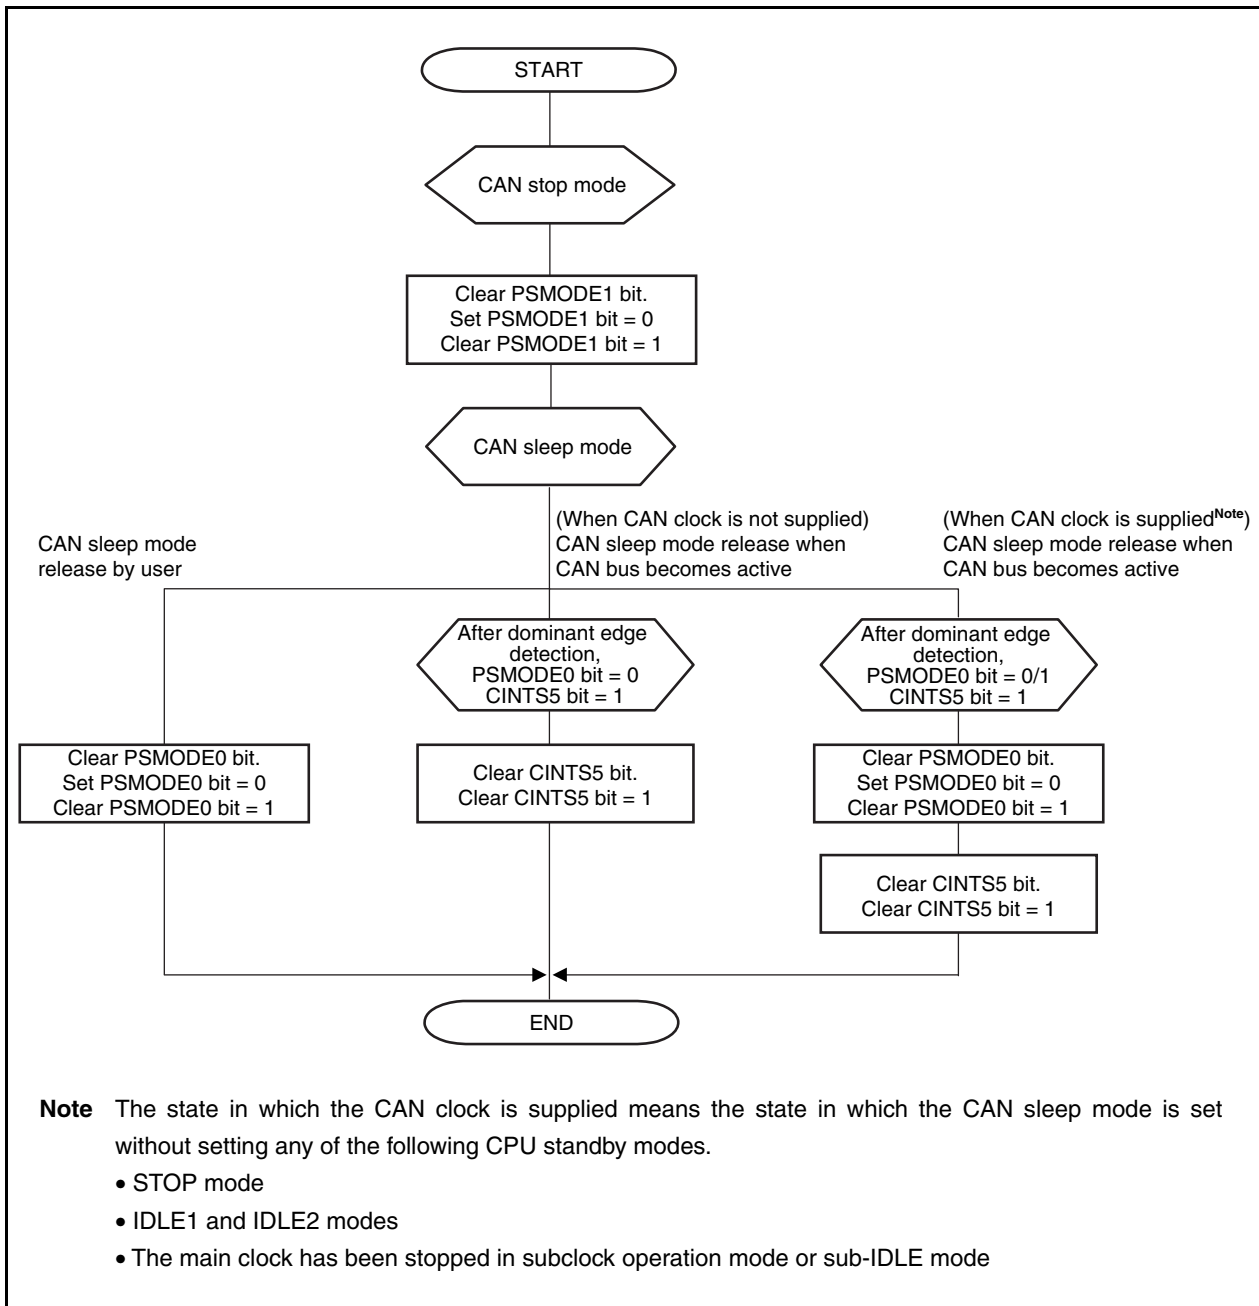 START
CAN stop mode
Clear PSMODE1 bit.
Set PSMODE1 bit = 0
Clear PSMODE1 bit = 1
CAN sleep mode
CAN sleep mode
release by user
(When CAN clock is not supplied)
CAN sleep mode release when
CAN bus becomes active
(When CAN clock is supplied Note)
CAN sleep mode release when
CAN bus becomes active
After dominant edge
detection,
PSMODE0 bit = 0
CINTS5 bit = 1
After dominant edge
detection,
PSMODE0 bit = 0/1
CINTS5 bit = 1
Clear PSMODE0 bit.
Set PSMODE0 bit = 0
Clear PSMODE0 bit = 1
Clear CINTS5 bit.
Clear CINTS5 bit = 1
Clear PSMODE0 bit.
Set PSMODE0 bit = 0
Clear PSMODE0 bit = 1
Clear CINTS5 bit.
Clear CINTS5 bit = 1
END
Note The state in which the CAN clock is supplied means the state in which the CAN sleep mode is set
without setting any of the following CPU standby modes.
• STOP mode
• IDLE1 and IDLE2 modes
• The main clock has been stopped in subclock operation mode or sub-IDLE mode